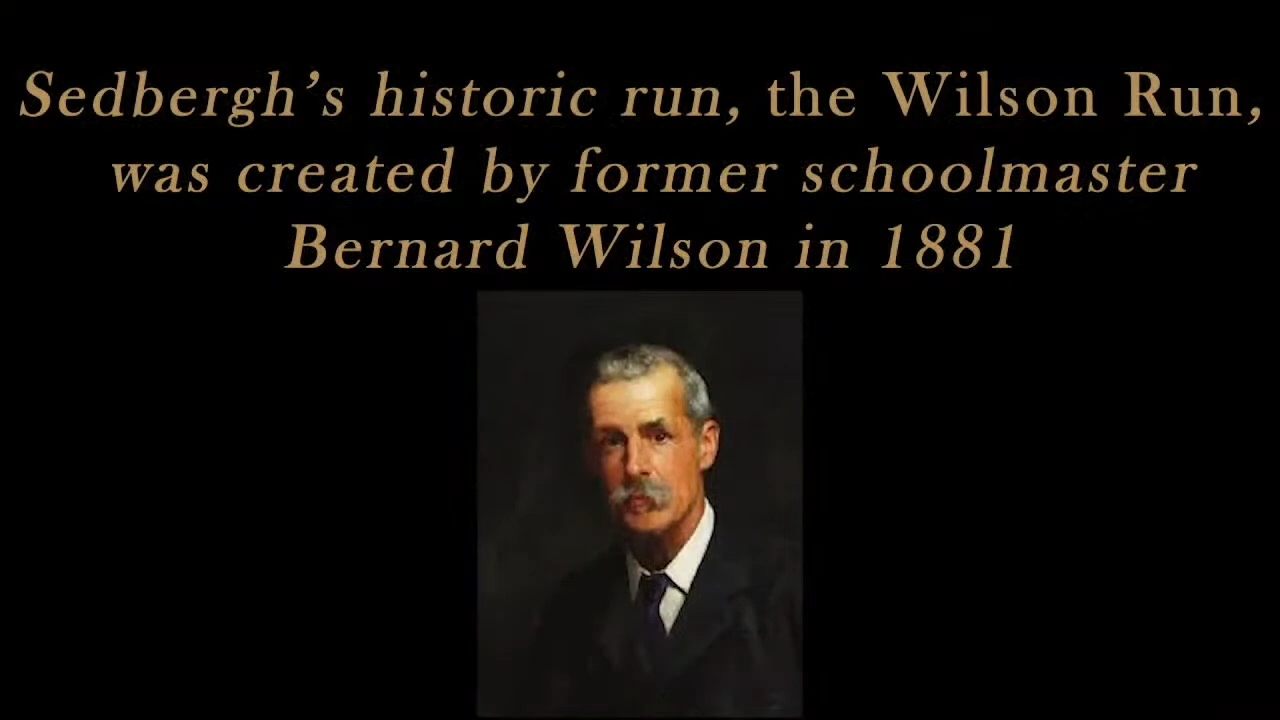 Sedbergh’s historic run, the Wilson Run,
was created by former schoolmaster
Bernard Wilson in 1881